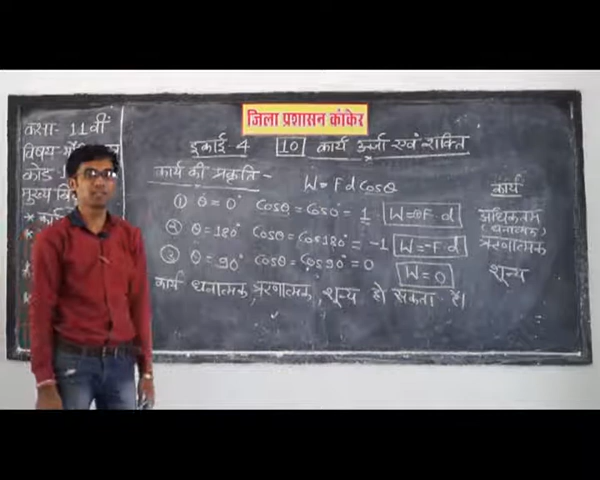 जिला प्रशासन कांकेर
कक्षा- 11वीं
विषय-
कोड
मुख्य
इकाई-4 10 कार्य ऊर्जा एवं शक्ति
कार्य की प्रकृति -
W = F d cosθ
कार्य
① θ = 0° cosθ = cos0° = 1 W = F·d अधिकतम
(धनात्मक)
② θ = 180° cosθ = cos180° = -1 W = -F·d ऋणात्मक
③ θ = 90° cosθ = cos90° = 0 W = 0 शून्य
कार्य धनात्मक, ऋणात्मक, शून्य हो सकता है।